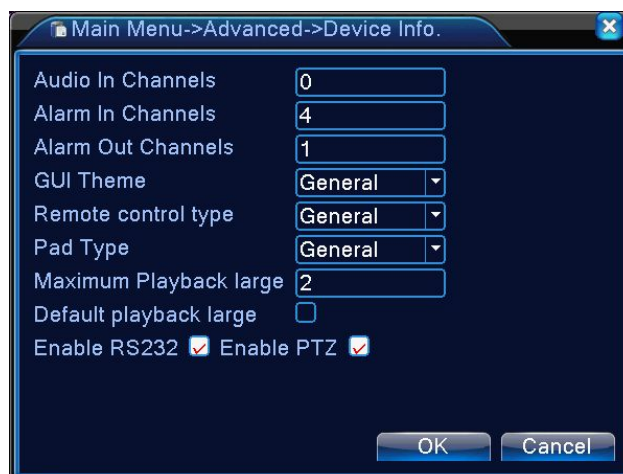 Main Menu->Advanced->Device Info.
Audio In Channels 0
Alarm In Channels 4
Alarm Out Channels 1
GUI Theme General
Remote control type General
Pad Type General
Maximum Playback large 2
Default playback large
Enable RS232 Enable PTZ
OK Cancel